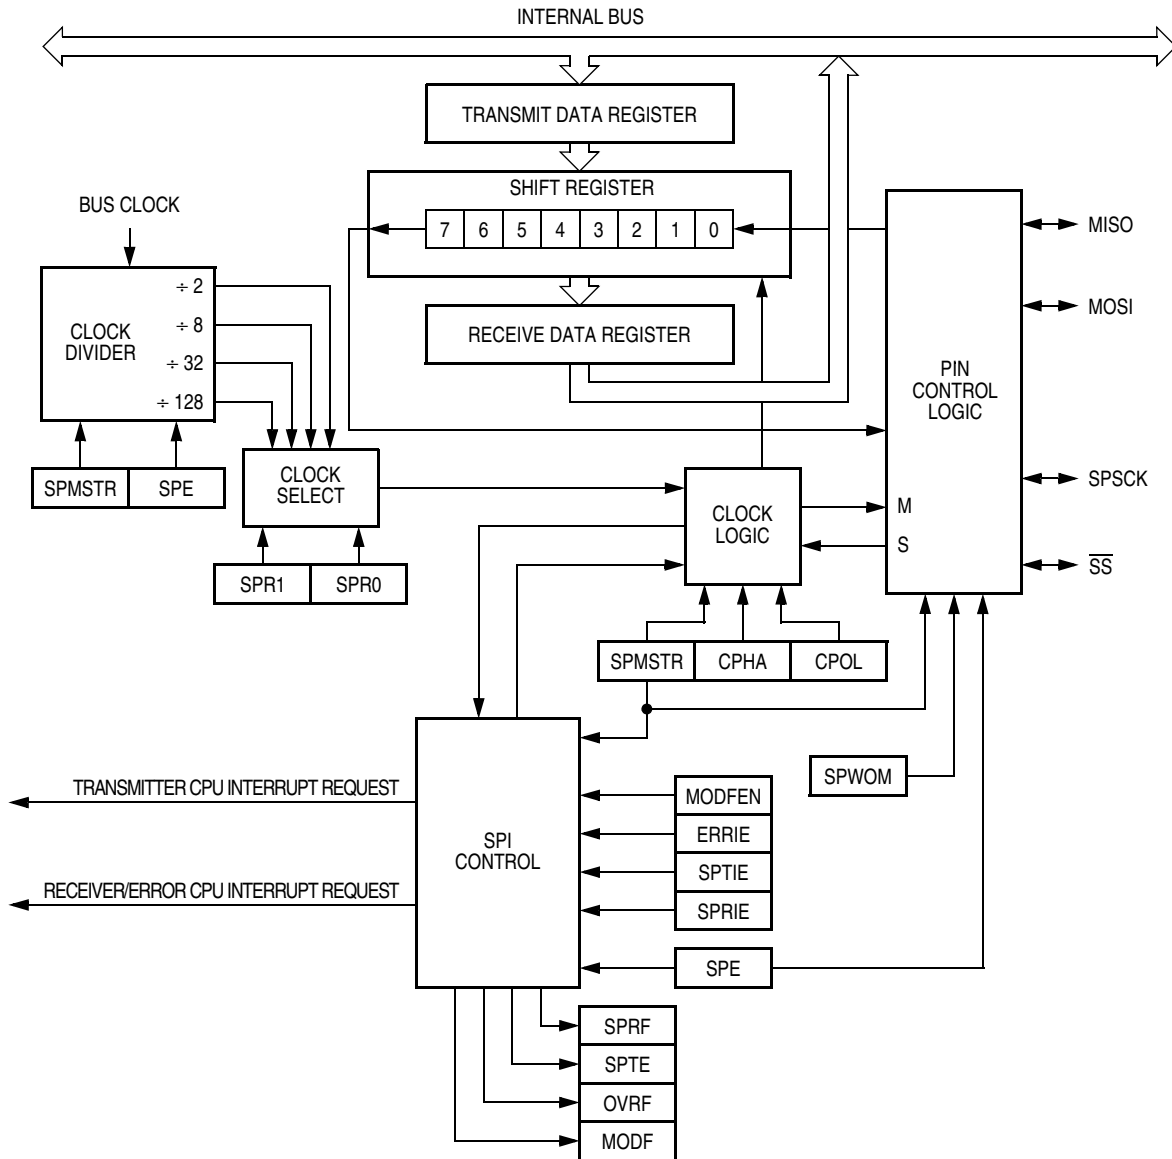 INTERNAL BUS
TRANSMIT DATA REGISTER
SHIFT REGISTER
7 6 5 4 3 2 1 0
RECEIVE DATA REGISTER
BUS CLOCK
CLOCK
DIVIDER
÷ 2
÷ 8
÷ 32
÷ 128
SPMSTR SPE
CLOCK
SELECT
SPR1 SPR0
PIN
CONTROL
LOGIC
M
S
MISO
MOSI
SPSCK
SS
CLOCK
LOGIC
SPMSTR CPHA CPOL
SPWOM
TRANSMITTER CPU INTERRUPT REQUEST
RECEIVER/ERROR CPU INTERRUPT REQUEST
SPI
CONTROL
MODFEN
ERRIE
SPTIE
SPRIE
SPE
SPRF
SPTE
OVRF
MODF